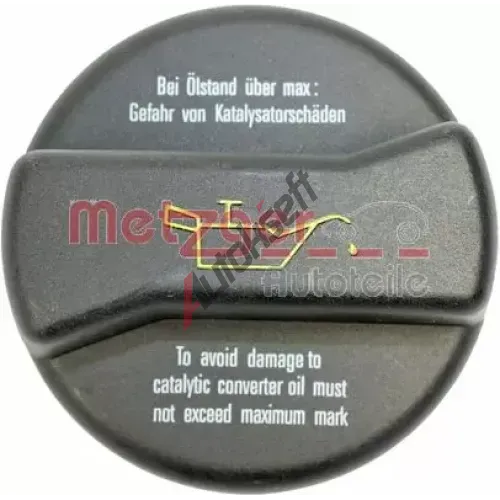 Bei Ölstand über max:
Gefahr von Katalysatorschäden
Metzger
Autokseft
Autoteile
To avoid damage to
catalytic converter oil must
not exceed maximum mark